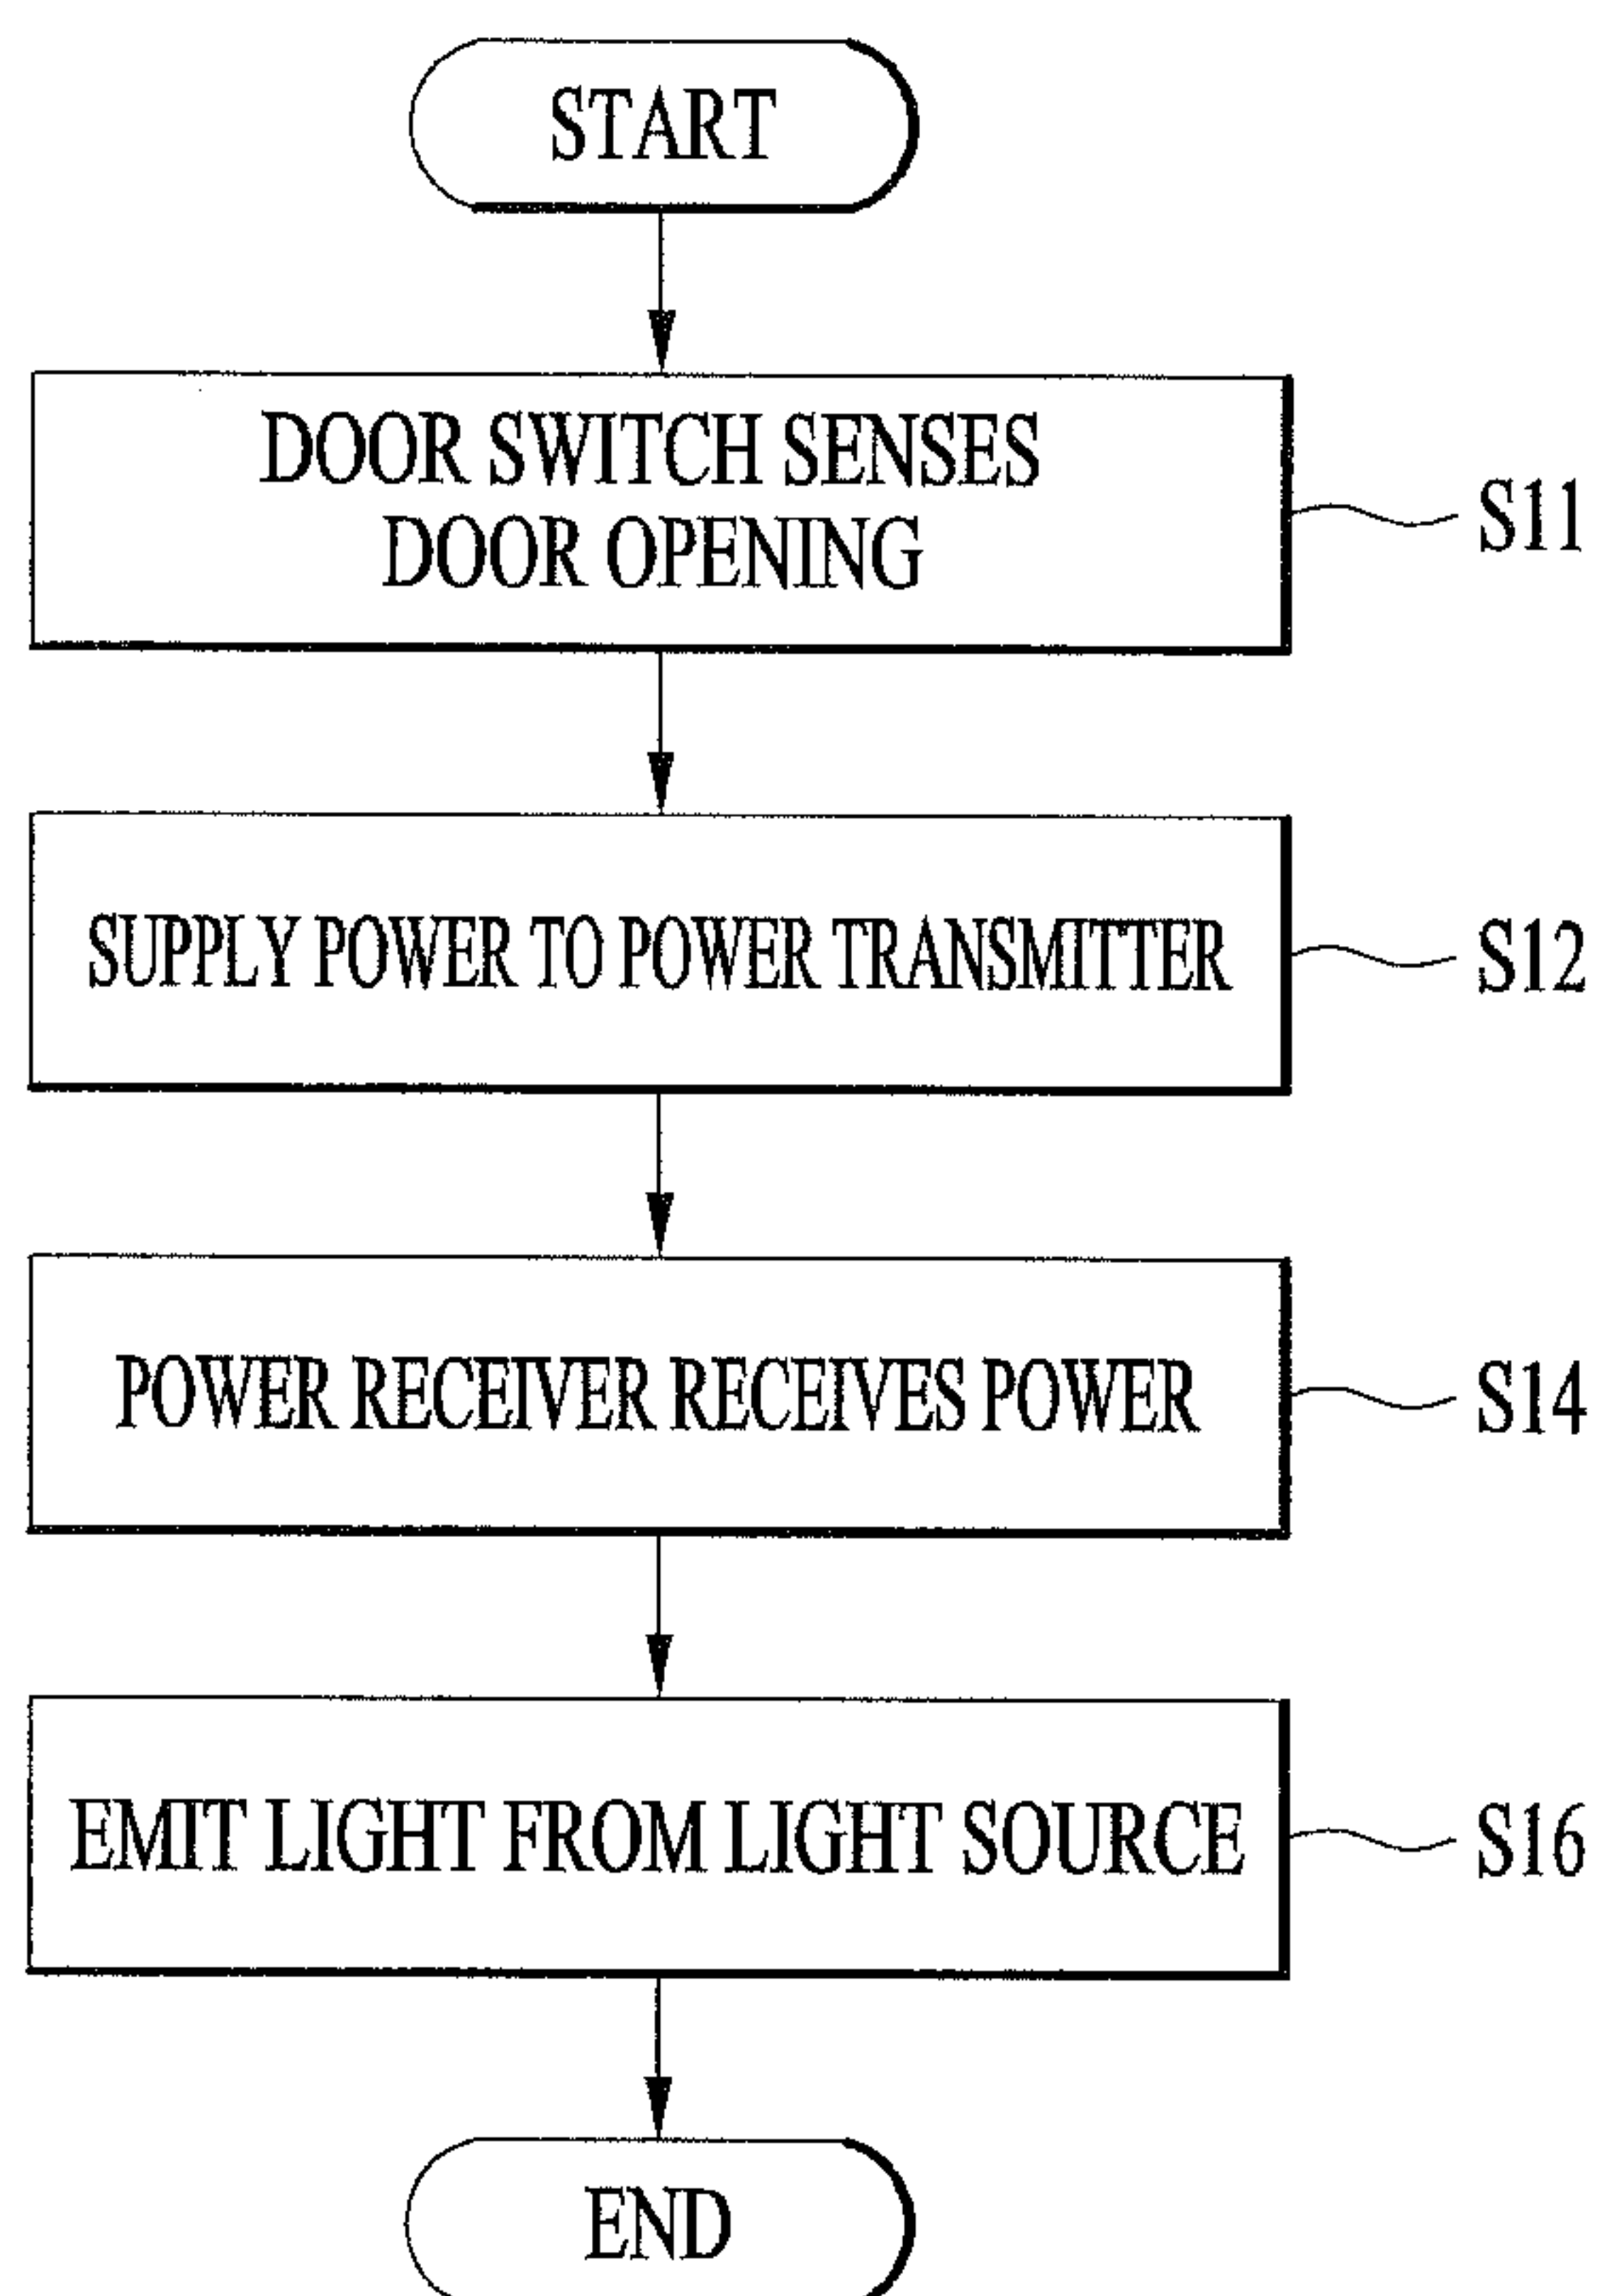 START
DOOR SWITCH SENSES
DOOR OPENING
S11
SUPPLY POWER TO POWER TRANSMITTER
S12
POWER RECEIVER RECEIVES POWER
S14
EMIT LIGHT FROM LIGHT SOURCE
S16
END